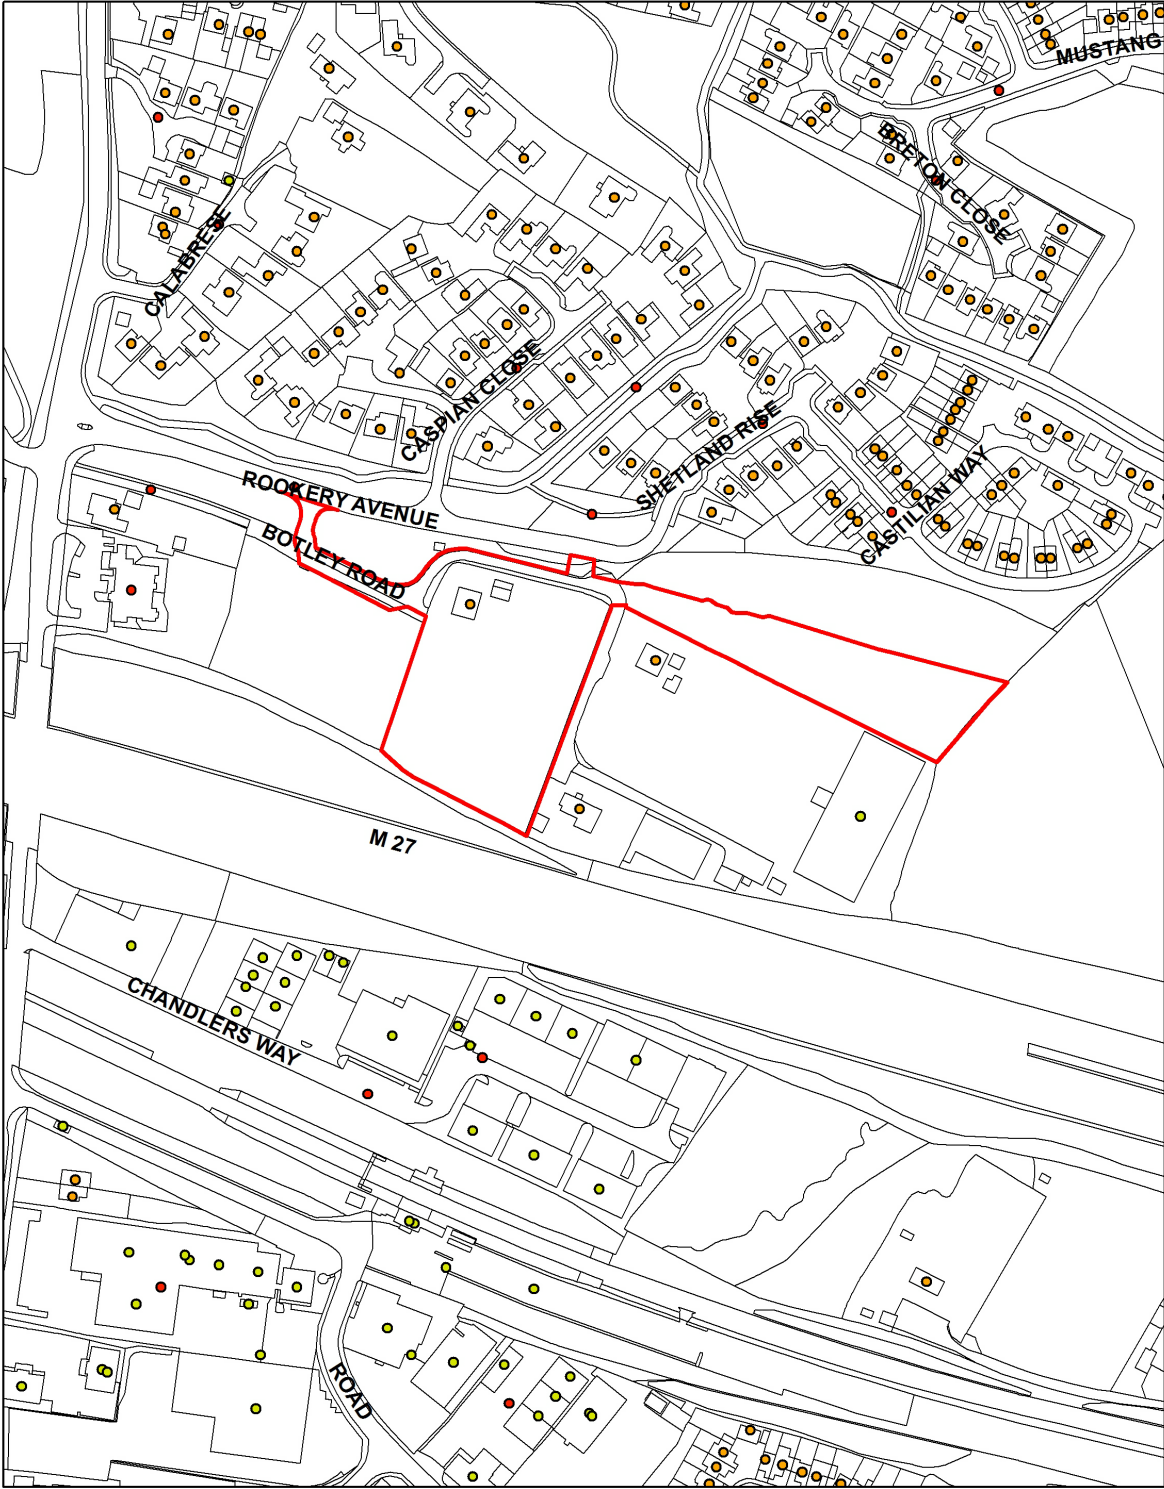 MUSTANG
BRETON CLOSE
CALABRESE
CASPIAN CLOSE
SHETLAND RISE
CASTILIAN WAY
ROOKERY AVENUE
BOTLEY ROAD
M 27
CHANDLERS WAY
ROAD